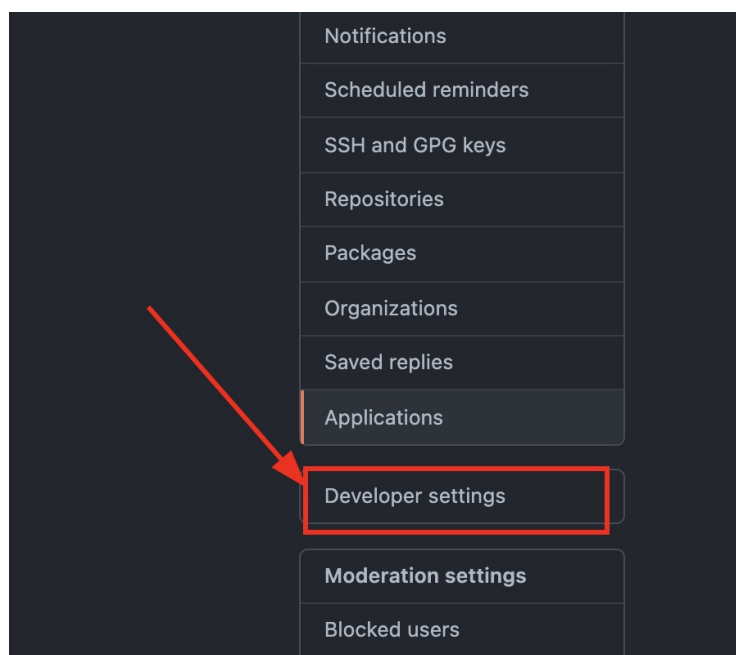 Notifications
Scheduled reminders
SSH and GPG keys
Repositories
Packages
Organizations
Saved replies
Applications
Developer settings
Moderation settings
Blocked users